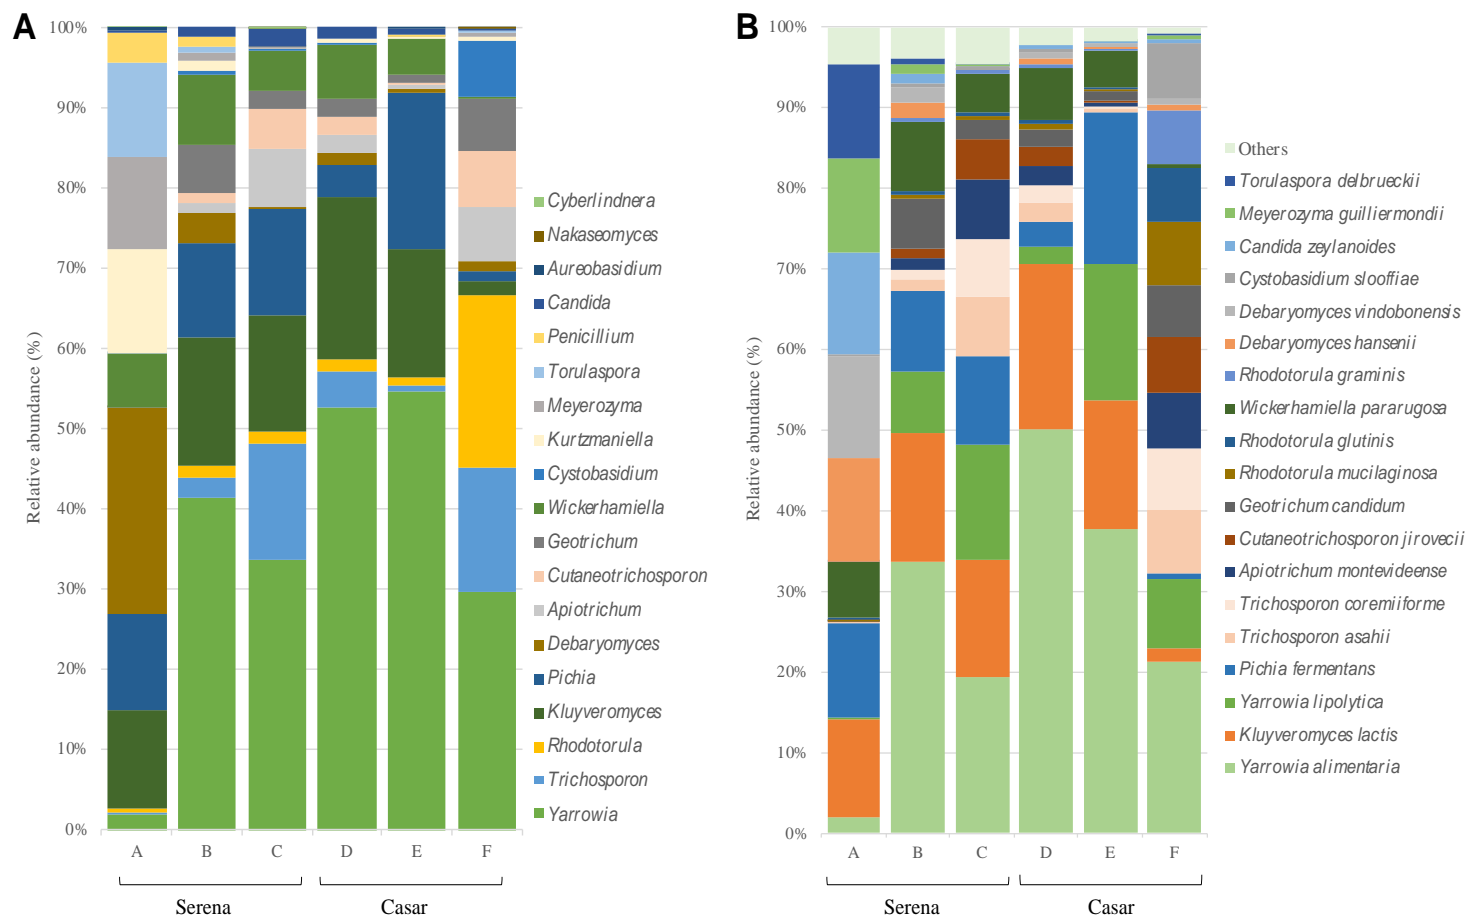 A
100%
90%
80%
70%
60%
50%
40%
30%
20%
10%
0%
Relative abundance (%)
A B C D E F
Serena Casar
Cyberlindnera
Nakaseomyces
Aureobasidium
Candida
Penicillium
Torulaspora
Meyerozyma
Kurtzmaniella
Cystobasidium
Wickerhamiella
Geotrichum
Cutaneotrichosporon
Apiotrichum
Debaryomyces
Pichia
Kluyveromyces
Rhodotorula
Trichosporon
Yarrowia
B
100%
90%
80%
70%
60%
50%
40%
30%
20%
10%
0%
Relative abundance (%)
A B C D E F
Serena Casar
Others
Torulaspora delbrueckii
Meyerozyma guilliermondii
Candida zeylanoides
Cystobasidium slooffiae
Debaryomyces vindobonensis
Debaryomyces hansenii
Rhodotorula graminis
Wickerhamiella pararugosa
Rhodotorula glutinis
Rhodotorula mucilaginosa
Geotrichum candidum
Cutaneotrichosporon jirovecii
Apiotrichum montevideense
Trichosporon coremiiforme
Trichosporon asahii
Pichia fermentans
Yarrowia lipolytica
Kluyveromyces lactis
Yarrowia alimentaria